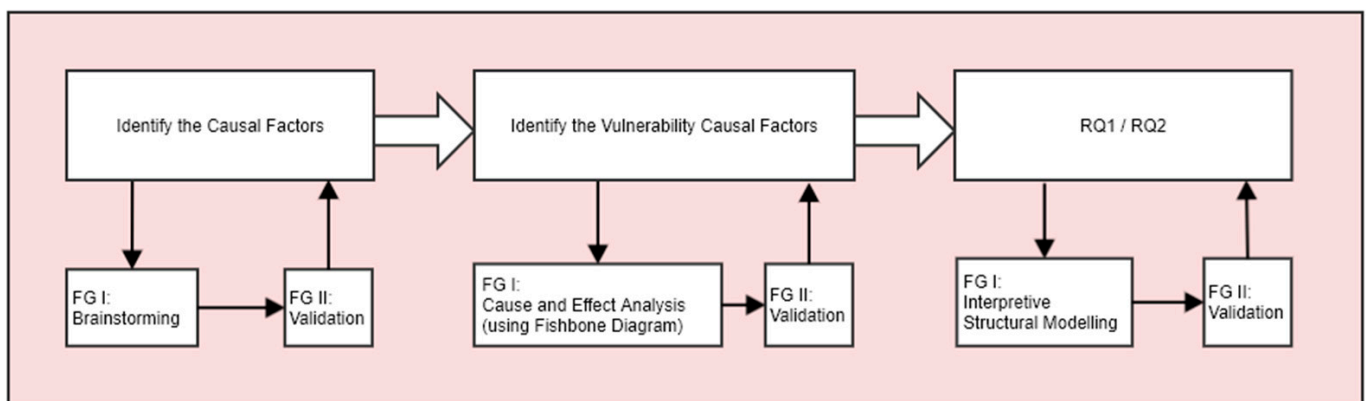 Identify the Causal Factors
Identify the Vulnerability Causal Factors
RQ1 / RQ2
FG I:
Brainstorming
FG II:
Validation
FG I:
Cause and Effect Analysis
(using Fishbone Diagram)
FG II:
Validation
FG I:
Interpretive
Structural Modelling
FG II:
Validation